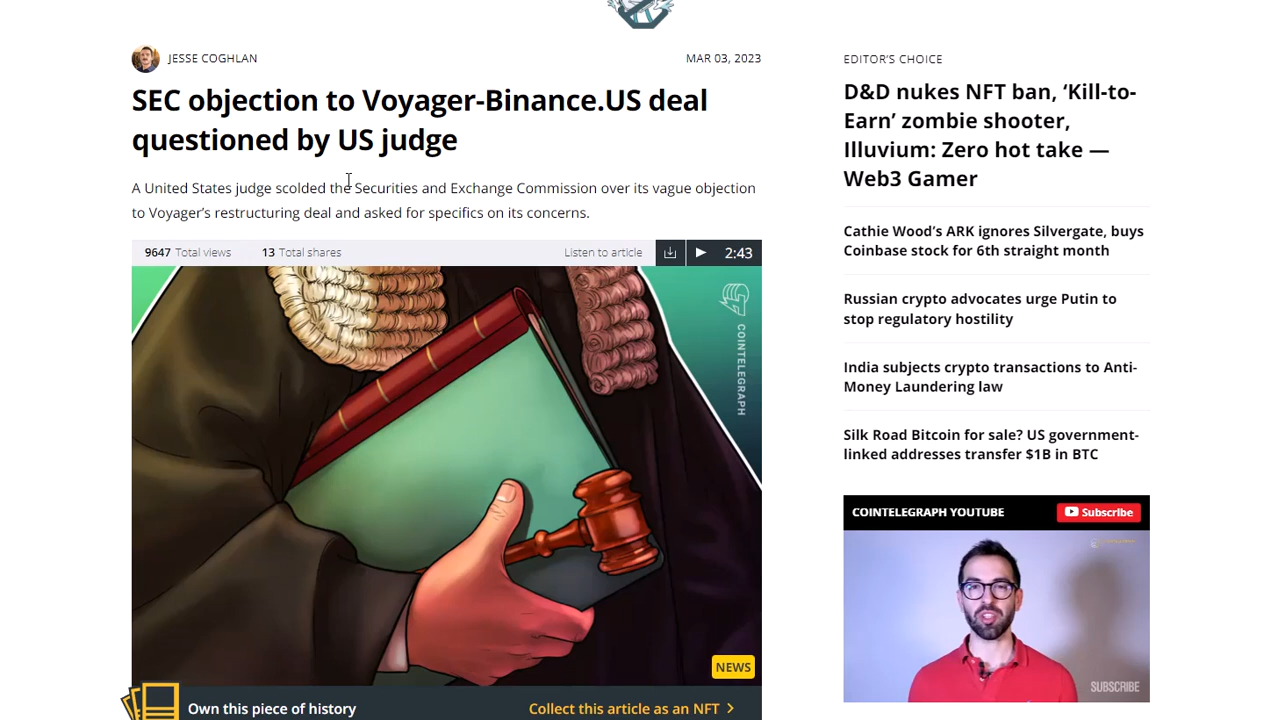 JESSE COGHLAN
MAR 03, 2023
SEC objection to Voyager-Binance.US deal
questioned by US judge
A United States judge scolded the Securities and Exchange Commission over its vague objection
to Voyager’s restructuring deal and asked for specifics on its concerns.
9647 Total views
13 Total shares
Listen to article
2:43
COINTELEGRAPH
NEWS
Own this piece of history
Collect this article as an NFT
EDITOR’S CHOICE
D&D nukes NFT ban, ‘Kill-to-
Earn’ zombie shooter,
Illuvium: Zero hot take —
Web3 Gamer
Cathie Wood’s ARK ignores Silvergate, buys
Coinbase stock for 6th straight month
Russian crypto advocates urge Putin to
stop regulatory hostility
India subjects crypto transactions to Anti-
Money Laundering law
Silk Road Bitcoin for sale? US government-
linked addresses transfer $1B in BTC
COINTELEGRAPH YOUTUBE
Subscribe
SUBSCRIBE